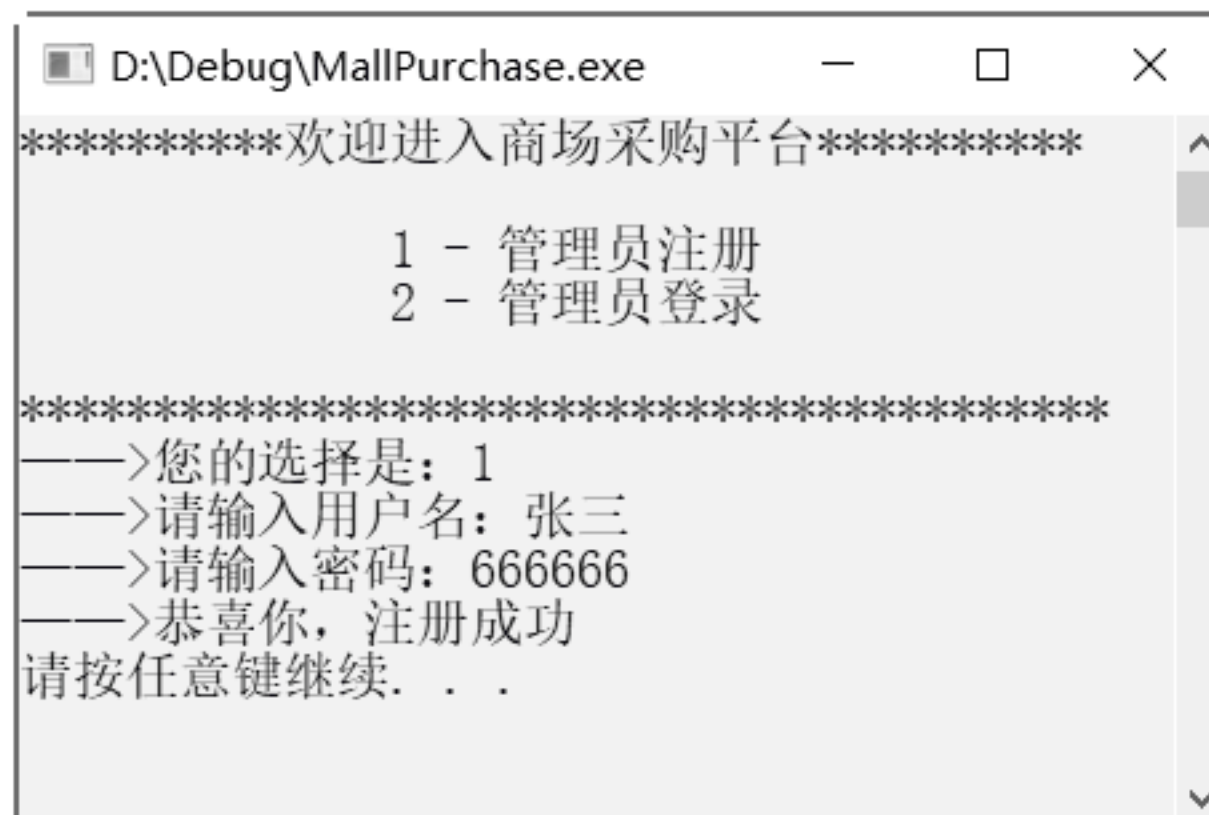 D:\Debug\MallPurchase.exe
**********欢迎进入商场采购平台**********
1 - 管理员注册
2 - 管理员登录
*****************************************
——>您的选择是：1
——>请输入用户名：张三
——>请输入密码：666666
——>恭喜你，注册成功
请按任意键继续. . .